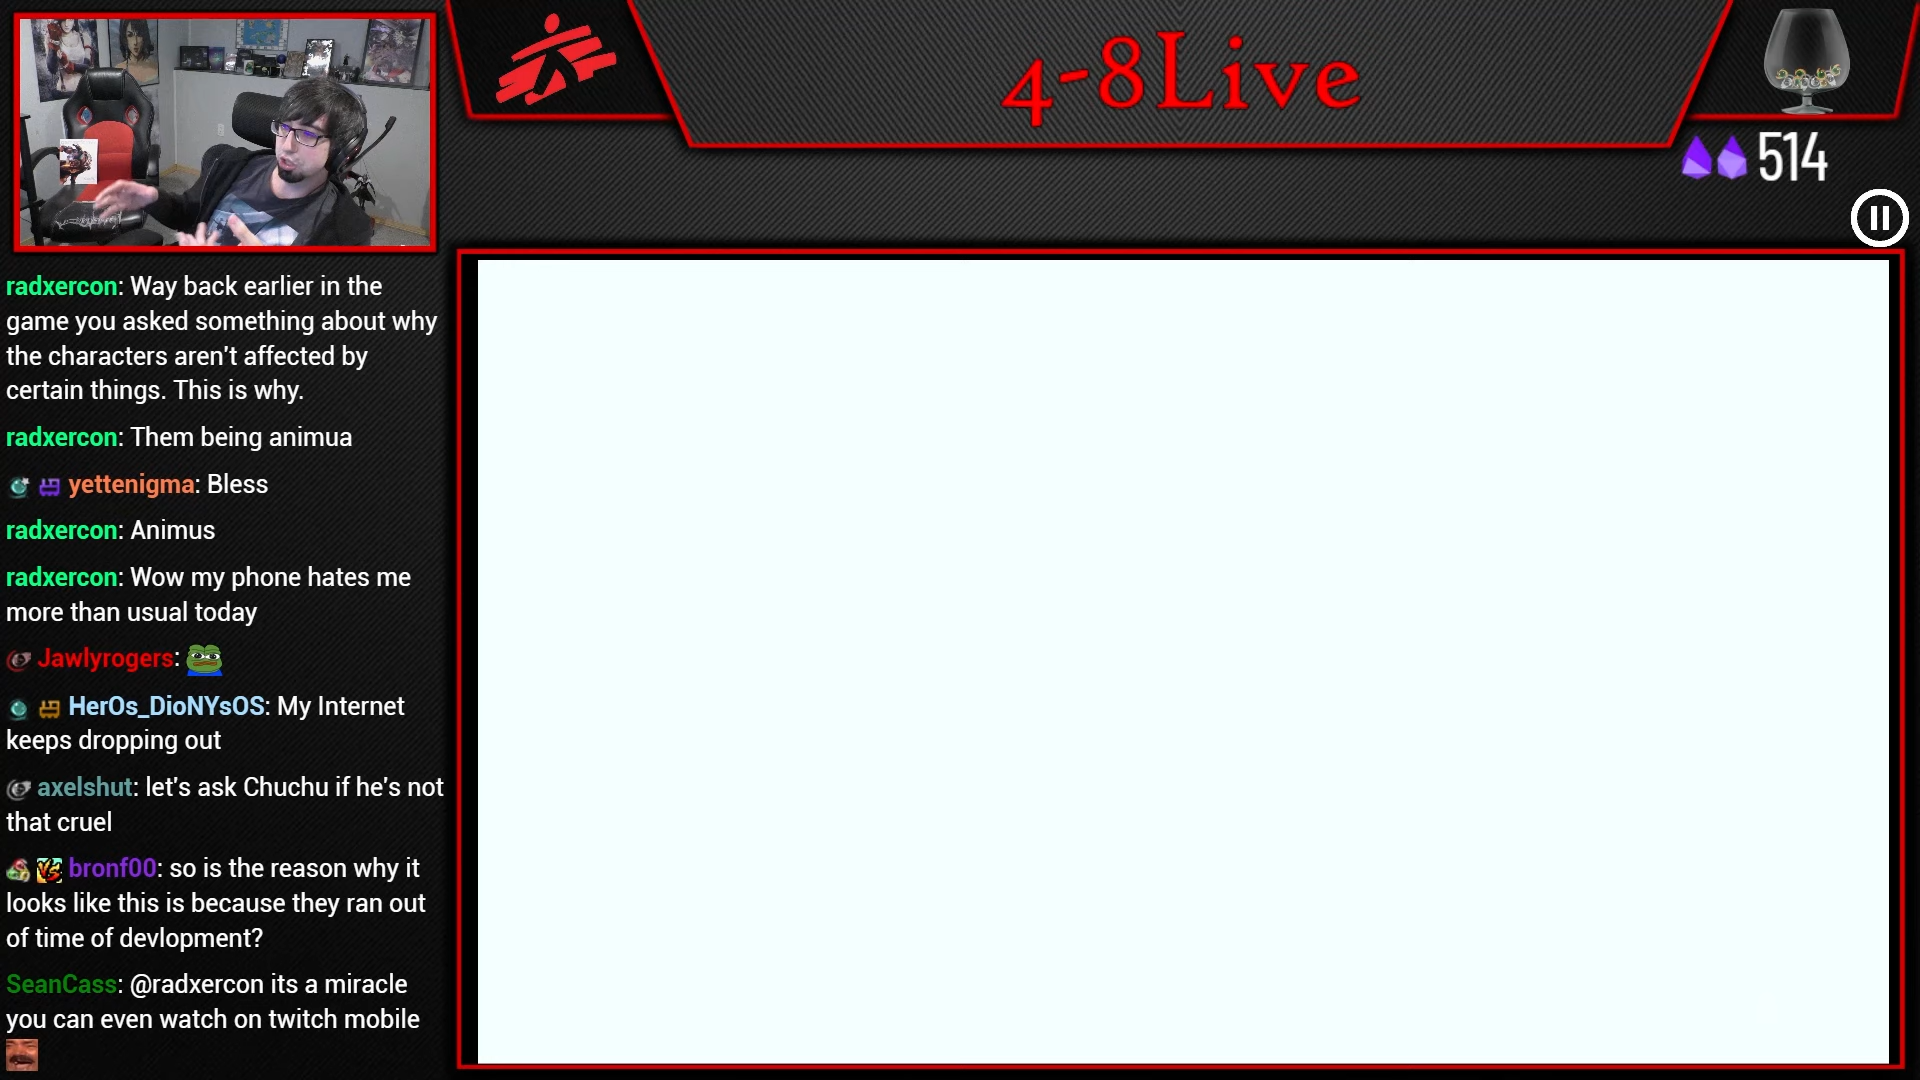 4-8Live
514
radxercon: Way back earlier in the
game you asked something about why
the characters aren't affected by
certain things. This is why.
radxercon: Them being animua
yettenigma: Bless
radxercon: Animus
radxercon: Wow my phone hates me
more than usual today
Jawlyrogers:
HerOs_DioNYsOS: My Internet
keeps dropping out
axelshut: let's ask Chuchu if he's not
that cruel
bronf00: so is the reason why it
looks like this is because they ran out
of time of devlopment?
SeanCass: @radxercon its a miracle
you can even watch on twitch mobile